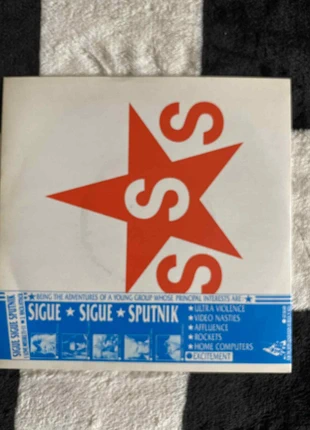 S
S
S
BEING THE ADVENTURES OF A YOUNG GROUP WHOSE PRINCIPAL INTERESTS ARE
SIGUE ★ SIGUE ★ SPUTNIK
★ ULTRA VIOLENCE
★ VIDEO NASTIES
★ AFFLUENCE
★ ROCKETS
★ HOME COMPUTERS
EXCITEMENT
SIGUE SIGUE SPUTNIK